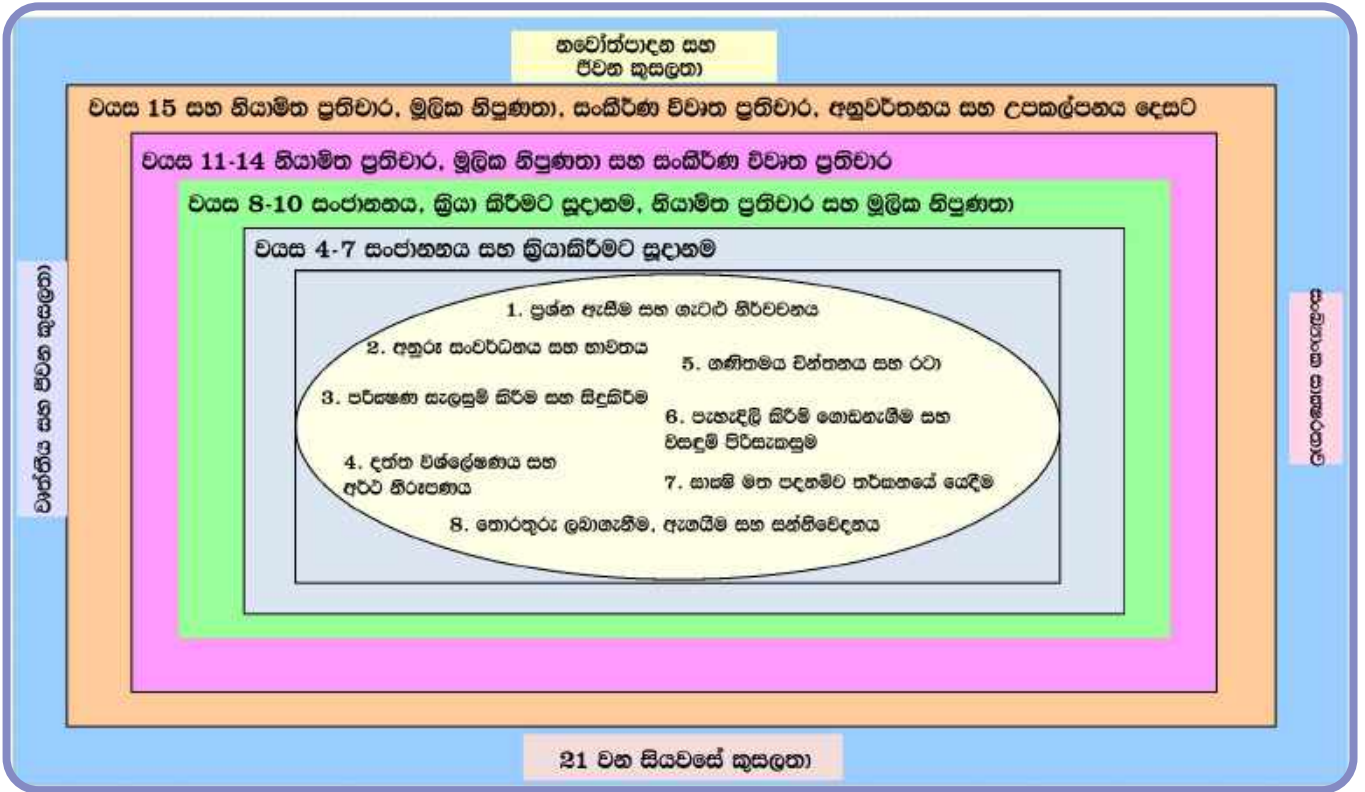 නවෝත්පාදන සහ
ජීවන කුසලතා
වයස 15 සහ නියාමිත ප්‍රතිචාර, මූලික නිපුණතා, සංකීර්ණ විවෘත ප්‍රතිචාර, අනුවර්තනය සහ උපකල්පනය දෙසට
වයස 11-14 නියාමිත ප්‍රතිචාර, මූලික නිපුණතා සහ සංකීර්ණ විවෘත ප්‍රතිචාර
වයස 8-10 සංජානනය, ක්‍රියා කිරීමට සූදානම, නියාමිත ප්‍රතිචාර සහ මූලික නිපුණතා
වයස 4-7 සංජානනය සහ ක්‍රියාකිරීමට සූදානම
1. ප්‍රශ්න ඇසීම සහ ගැටළු නිර්වචනය
2. අනුරූ සංවර්ධනය සහ භාවිතය
3. පරීක්ෂණ සැලසුම් කිරීම සහ සිදුකිරීම
4. දත්ත විශ්ලේෂණය සහ
අර්ථ නිරූපණය
5. ගණිතමය චින්තනය සහ රටා
6. පැහැදිලි කිරීම් ගොඩනැගීම සහ
විසඳුම් පිරිසැකසුම
7. සාක්ෂි මත පදනම්ව තර්කනයේ යෙදීම
8. තොරතුරු ලබාගැනීම, ඇගයීම සහ සන්නිවේදනය
වෘත්තීය සහ ජීවන කුසලතා
21 වන සියවසේ කුසලතා